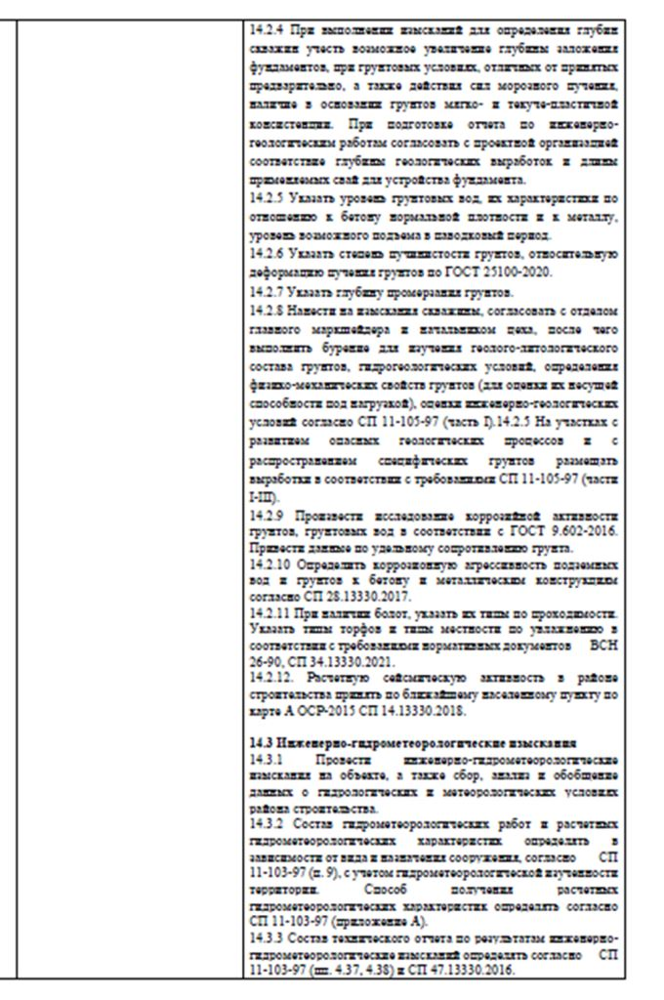 14.2.4 При выполнении изысканий для определения глубин
скважин учесть возможное увеличение глубины заложения
фундаментов, при грунтовых условиях, отличных от принятых
предварительно, а также действия сил морозного пучения,
наличие в основании грунтов мягко- и текуче-пластичной
консистенции. При подготовке отчета по инженерно-
геологическим работам согласовать с проектной организацией
соответствие глубины геологических выработок и длины
применяемых свай для устройства фундамента.
14.2.5 Указать уровень грунтовых вод, их характеристики по
отношению к бетону нормальной плотности и к металлу,
уровень возможного подъема в паводковый период.
14.2.6 Указать степень пучинистости грунтов, относительную
деформацию пучения грунтов по ГОСТ 25100-2020.
14.2.7 Указать глубину промерзания грунтов.
14.2.8 Нанести на изыскания скважины, согласовать с отделом
главного маркшейдера и начальником цеха, после чего
выполнить бурение для изучения геолого-литологического
состава грунтов, гидрогеологических условий, определения
физико-механических свойств грунтов (для оценки их несущей
способности под нагрузкой), оценки инженерно-геологических
условий согласно СП 11-105-97 (часть I).14.2.5 На участках с
развитием опасных геологических процессов и с
распространением специфических грунтов размещать
выработки в соответствии с требованиями СП 11-105-97 (части
I-III).
14.2.9 Произвести исследование коррозийной активности
грунтов, грунтовых вод в соответствии с ГОСТ 9.602-2016.
Привести данные по удельному сопротивлению грунта.
14.2.10 Определить коррозионную агрессивность подземных
вод и грунтов к бетону и металлическим конструкциям
согласно СП 28.13330.2017.
14.2.11 При наличии болот, указать их типы по проходимости.
Указать типы торфов и типы местности по увлажнению в
соответствии с требованиями нормативных документов ВСН
26-90, СП 34.13330.2021.
14.2.12. Расчетную сейсмическую активность в районе
строительства принять по ближайшему населенному пункту по
карте А ОСР-2015 СП 14.13330.2018.
14.3 Инженерно-гидрометеорологические изыскания
14.3.1 Провести инженерно-гидрометеорологические
изыскания на объекте, а также сбор, анализ и обобщение
данных о гидрологических и метеорологических условиях
района строительства.
14.3.2 Состав гидрометеорологических работ и расчетных
гидрометеорологических характеристик определять в
зависимости от вида и назначения сооружения, согласно СП
11-103-97 (п. 9), с учетом гидрометеорологической изученности
территории. Способ получения расчетных
гидрометеорологических характеристик определять согласно
СП 11-103-97 (приложение А).
14.3.3 Состав технического отчета по результатам инженерно-
гидрометеорологические изысканий определять согласно СП
11-103-97 (пп. 4.37, 4.38) и СП 47.13330.2016.